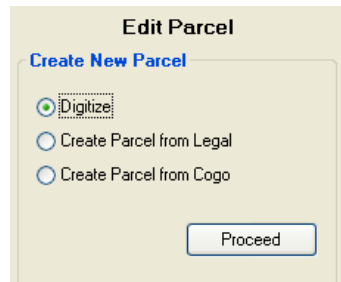 Edit Parcel
Create New Parcel
Digitize
Create Parcel from Legal
Create Parcel from Cogo
Proceed